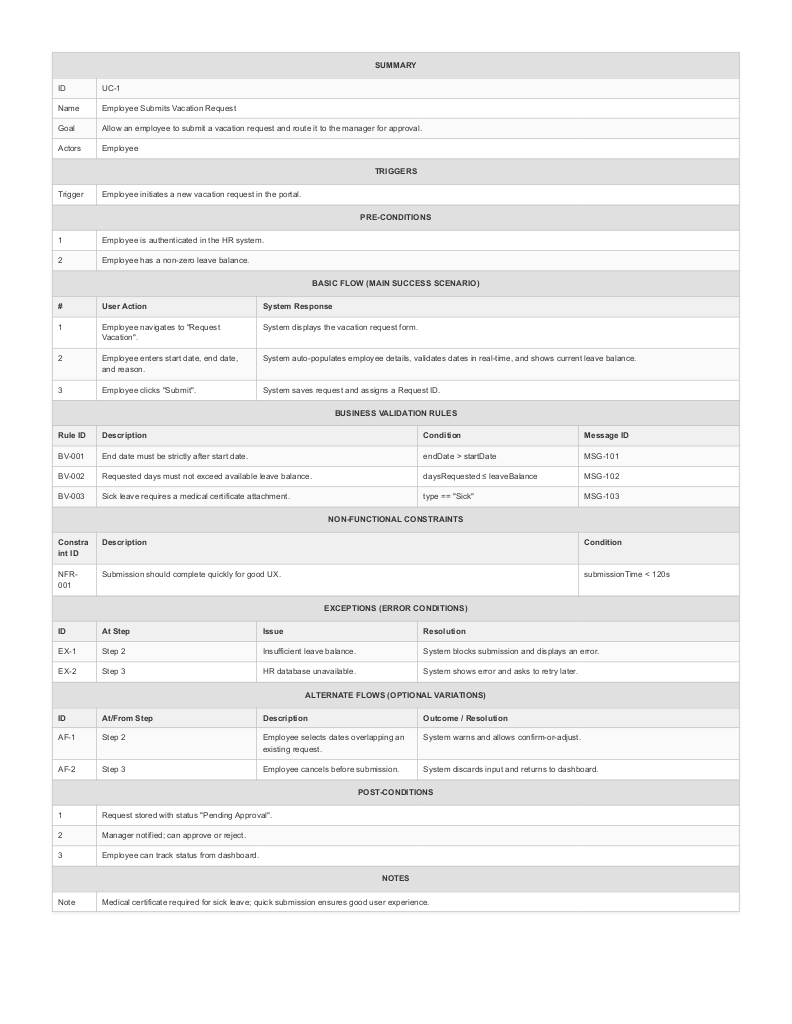 SUMMARY
ID UC-1
Name Employee Submits Vacation Request
Goal Allow an employee to submit a vacation request and route it to the manager for approval.
Actors Employee
TRIGGERS
Trigger Employee initiates a new vacation request in the portal.
PRE-CONDITIONS
1 Employee is authenticated in the HR system.
2 Employee has a non-zero leave balance.
BASIC FLOW (MAIN SUCCESS SCENARIO)
# User Action System Response
1 Employee navigates to "Request System displays the vacation request form.
Vacation".
2 Employee enters start date, end date, System auto-populates employee details, validates dates in real-time, and shows current leave balance.
and reason.
3 Employee clicks "Submit". System saves request and assigns a Request ID.
BUSINESS VALIDATION RULES
Rule ID Description Condition Message ID
BV-001 End date must be strictly after start date. endDate > startDate MSG-101
BV-002 Requested days must not exceed available leave balance. daysRequested ≤ leaveBalance MSG-102
BV-003 Sick leave requires a medical certificate attachment. type == "Sick" MSG-103
NON-FUNCTIONAL CONSTRAINTS
Constra Description Condition
int ID
NFR- Submission should complete quickly for good UX. submissionTime < 120s
001
EXCEPTIONS (ERROR CONDITIONS)
ID At Step Issue Resolution
EX-1 Step 2 Insufficient leave balance. System blocks submission and displays an error.
EX-2 Step 3 HR database unavailable. System shows error and asks to retry later.
ALTERNATE FLOWS (OPTIONAL VARIATIONS)
ID At/From Step Description Outcome / Resolution
AF-1 Step 2 Employee selects dates overlapping an System warns and allows confirm-or-adjust.
existing request.
AF-2 Step 3 Employee cancels before submission. System discards input and returns to dashboard.
POST-CONDITIONS
1 Request stored with status "Pending Approval".
2 Manager notified; can approve or reject.
3 Employee can track status from dashboard.
NOTES
Note Medical certificate required for sick leave; quick submission ensures good user experience.